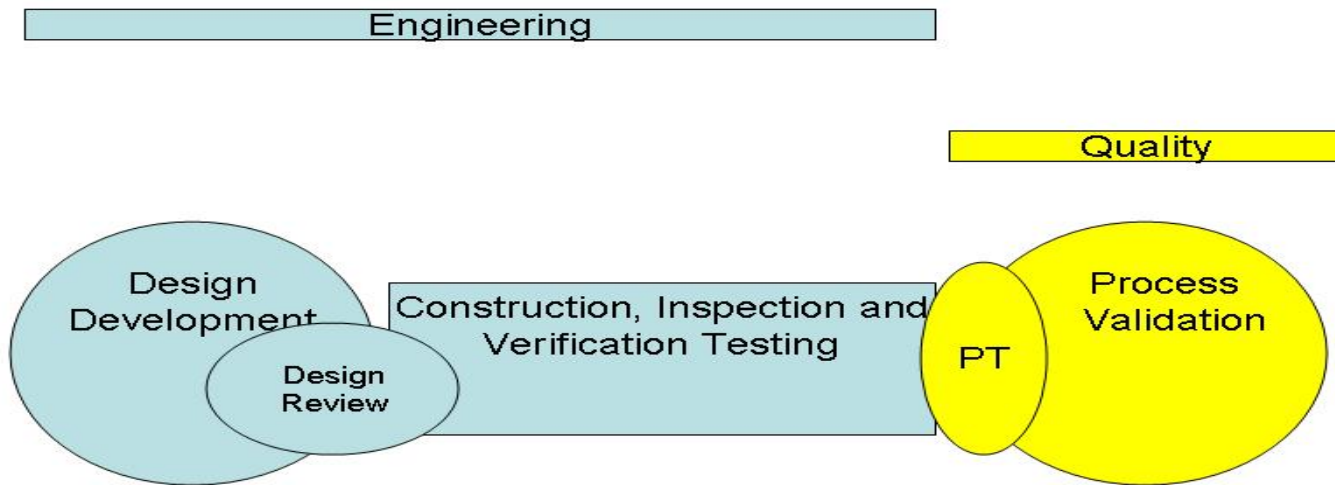 Engineering
Quality
Design
Development
Design
Review
Construction, Inspection and
Verification Testing
PT
Process
Validation